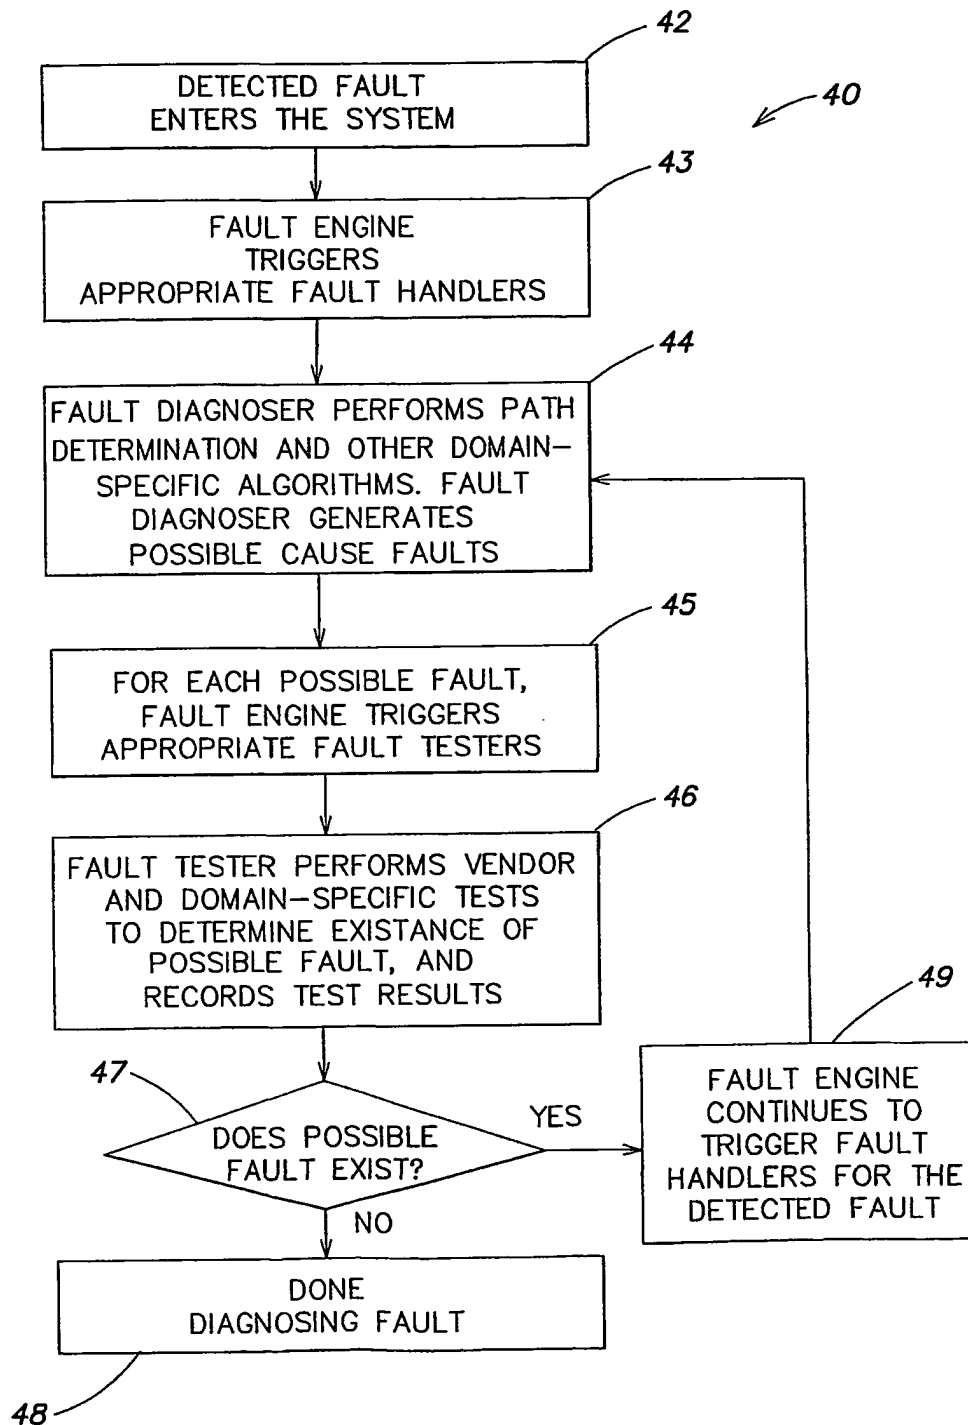 42
DETECTED FAULT
ENTERS THE SYSTEM
40
43
FAULT ENGINE
TRIGGERS
APPROPRIATE FAULT HANDLERS
44
FAULT DIAGNOSER PERFORMS PATH
DETERMINATION AND OTHER DOMAIN–
SPECIFIC ALGORITHMS. FAULT
DIAGNOSER GENERATES
POSSIBLE CAUSE FAULTS
45
FOR EACH POSSIBLE FAULT,
FAULT ENGINE TRIGGERS
APPROPRIATE FAULT TESTERS
46
FAULT TESTER PERFORMS VENDOR
AND DOMAIN–SPECIFIC TESTS
TO DETERMINE EXISTANCE OF
POSSIBLE FAULT, AND
RECORDS TEST RESULTS
47
DOES POSSIBLE
FAULT EXIST?
YES
NO
49
FAULT ENGINE
CONTINUES TO
TRIGGER FAULT
HANDLERS FOR THE
DETECTED FAULT
DONE
DIAGNOSING FAULT
48